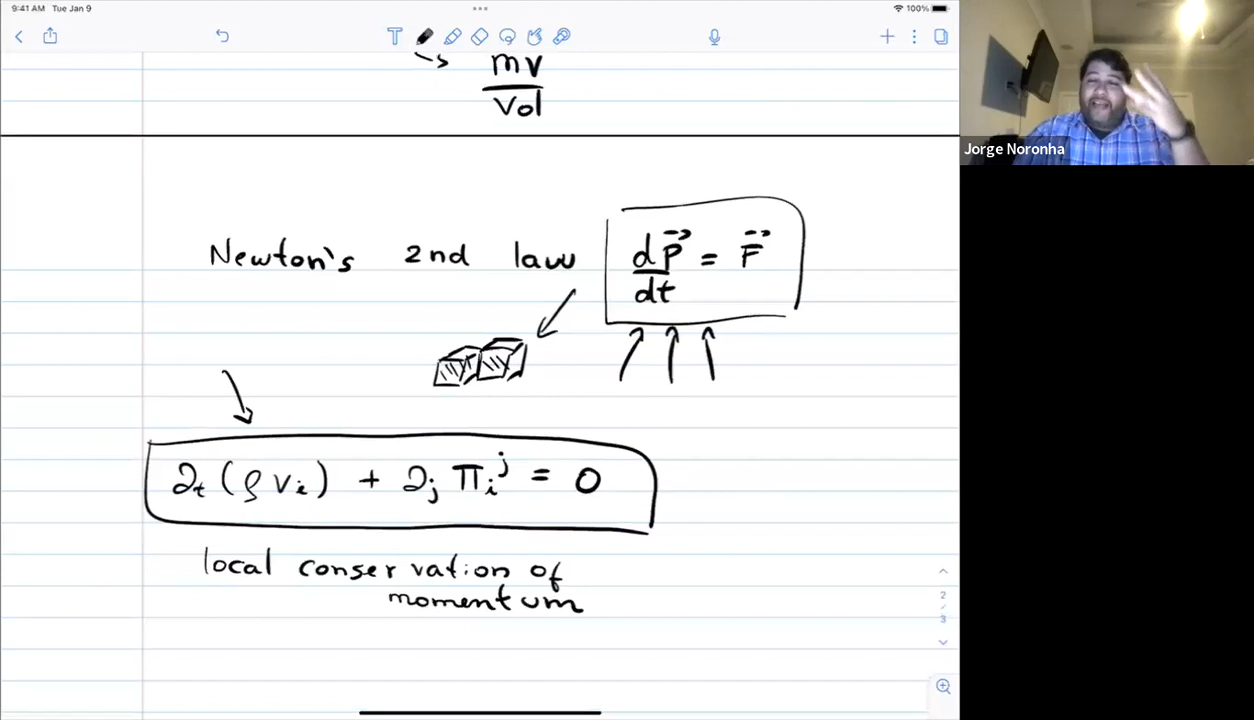 9:41 AM Tue Jan 9
100%
mv
Vol
Jorge Noronha
Newton's 2nd law dp⃗/dt = F⃗
∂t (ρ vi) + ∂j Πi^j = 0
local conservation of
momentum
2
/
3